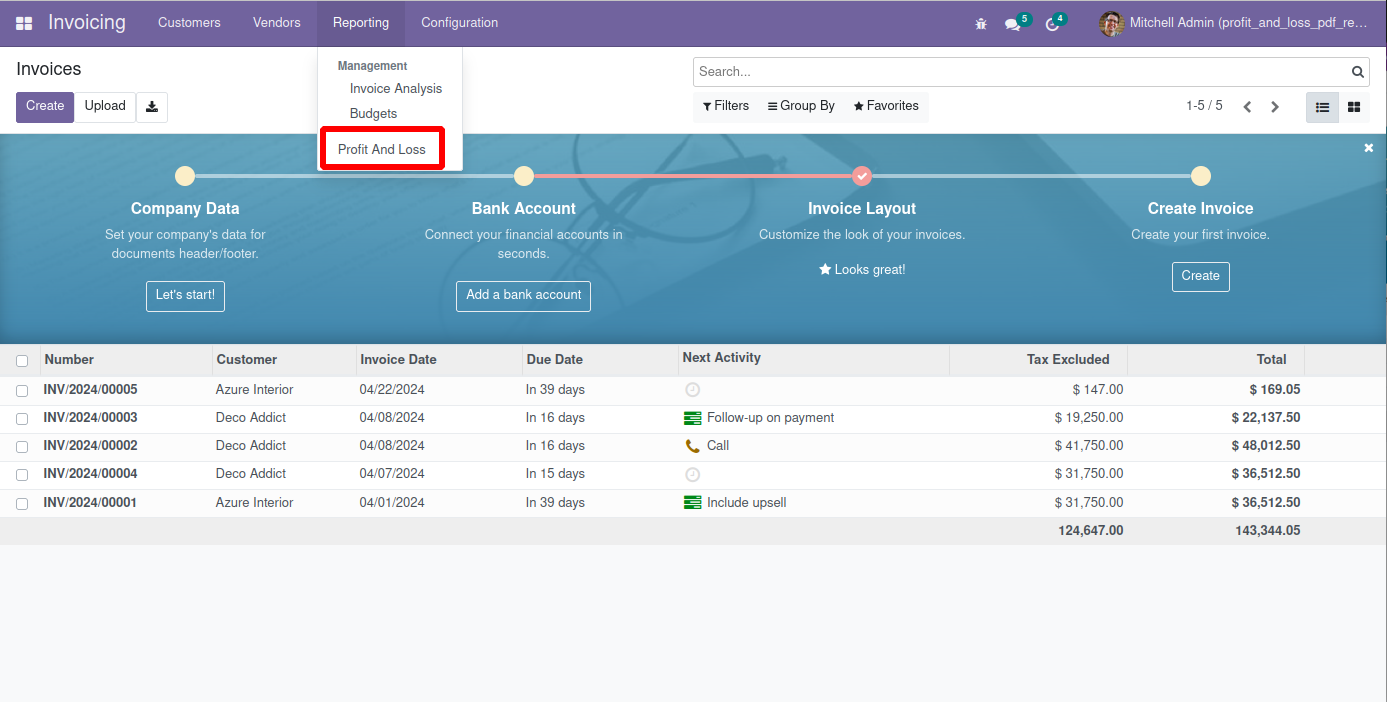 Invoicing Customers Vendors Reporting Configuration 5 4 Mitchell Admin (profit_and_loss_pdf_re...
Invoices
Search...
Create Upload
Filters Group By Favorites 1-5 / 5
Management
Invoice Analysis
Budgets
Profit And Loss
Company Data
Set your company's data for
documents header/footer.
Let's start!
Bank Account
Connect your financial accounts in
seconds.
Add a bank account
Invoice Layout
Customize the look of your invoices.
Looks great!
Create Invoice
Create your first invoice.
Create
Number Customer Invoice Date Due Date Next Activity Tax Excluded Total
INV/2024/00005 Azure Interior 04/22/2024 In 39 days $ 147.00 $ 169.05
INV/2024/00003 Deco Addict 04/08/2024 In 16 days Follow-up on payment $ 19,250.00 $ 22,137.50
INV/2024/00002 Deco Addict 04/08/2024 In 16 days Call $ 41,750.00 $ 48,012.50
INV/2024/00004 Deco Addict 04/07/2024 In 15 days $ 31,750.00 $ 36,512.50
INV/2024/00001 Azure Interior 04/01/2024 In 39 days Include upsell $ 31,750.00 $ 36,512.50
124,647.00 143,344.05